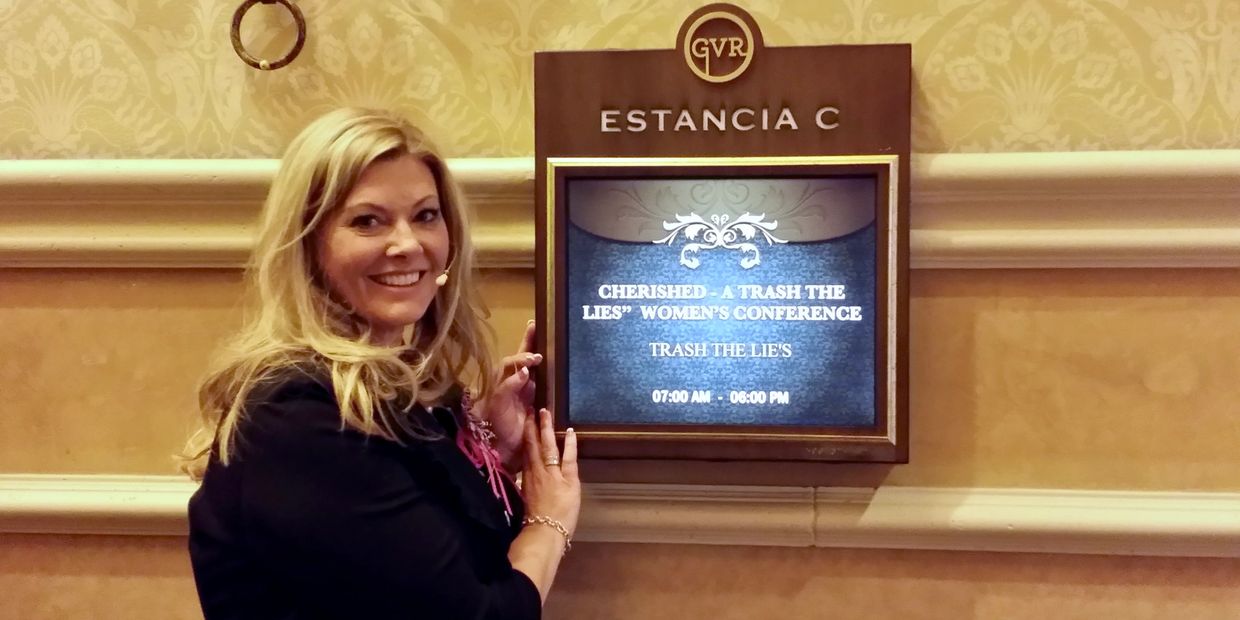 GVR
ESTANCIA C
CHERISHED - A TRASH THE
LIES” WOMEN'S CONFERENCE
TRASH THE LIE'S
07:00 AM - 06:00 PM